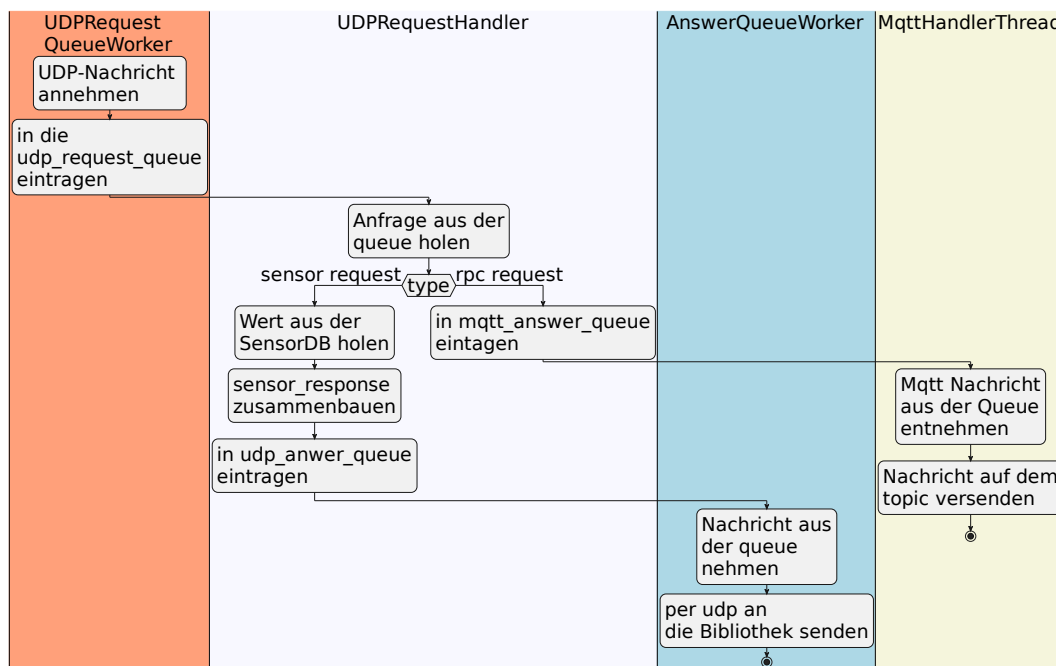 UDPRequest
QueueWorker
UDPRequestHandler
AnswerQueueWorker
MqttHandlerThread
UDP-Nachricht
annehmen
in die
udp_request_queue
eintragen
Anfrage aus der
queue holen
sensor request
type
rpc request
Wert aus der
SensorDB holen
in mqtt_answer_queue
eintagen
sensor_response
zusammenbauen
Mqtt Nachricht
aus der Queue
entnehmen
in udp_anwer_queue
eintragen
Nachricht auf dem
topic versenden
Nachricht aus
der queue
nehmen
per udp an
die Bibliothek senden